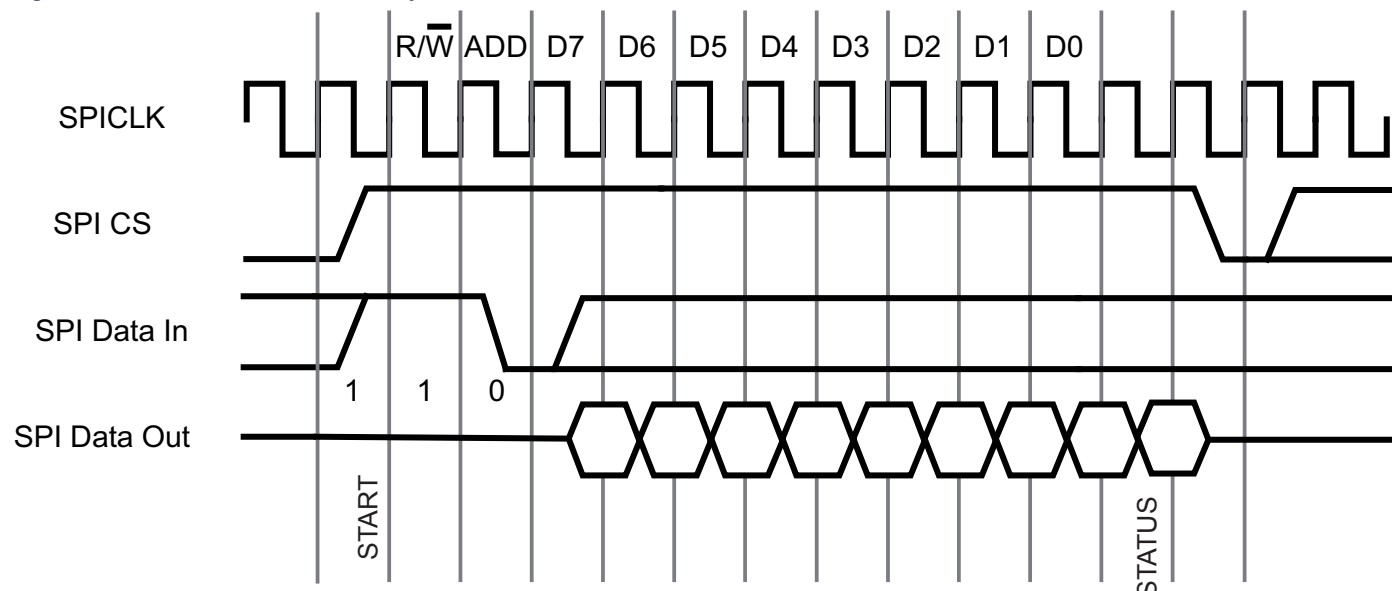 R/W ADD D7 D6 D5 D4 D3 D2 D1 D0
SPICLK
SPI CS
SPI Data In
1 1 0
SPI Data Out
START
STATUS